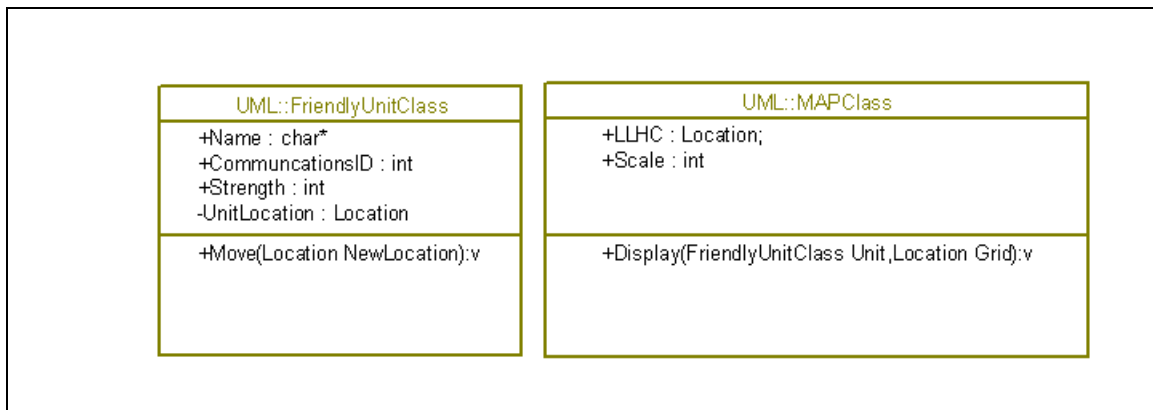 UML::FriendlyUnitClass
+Name : char*
+CommuncationsID : int
+Strength : int
-UnitLocation : Location
+Move(Location NewLocation):v
UML::MAPClass
+LLHC : Location;
+Scale : int
+Display(FriendlyUnitClass Unit,Location Grid):v